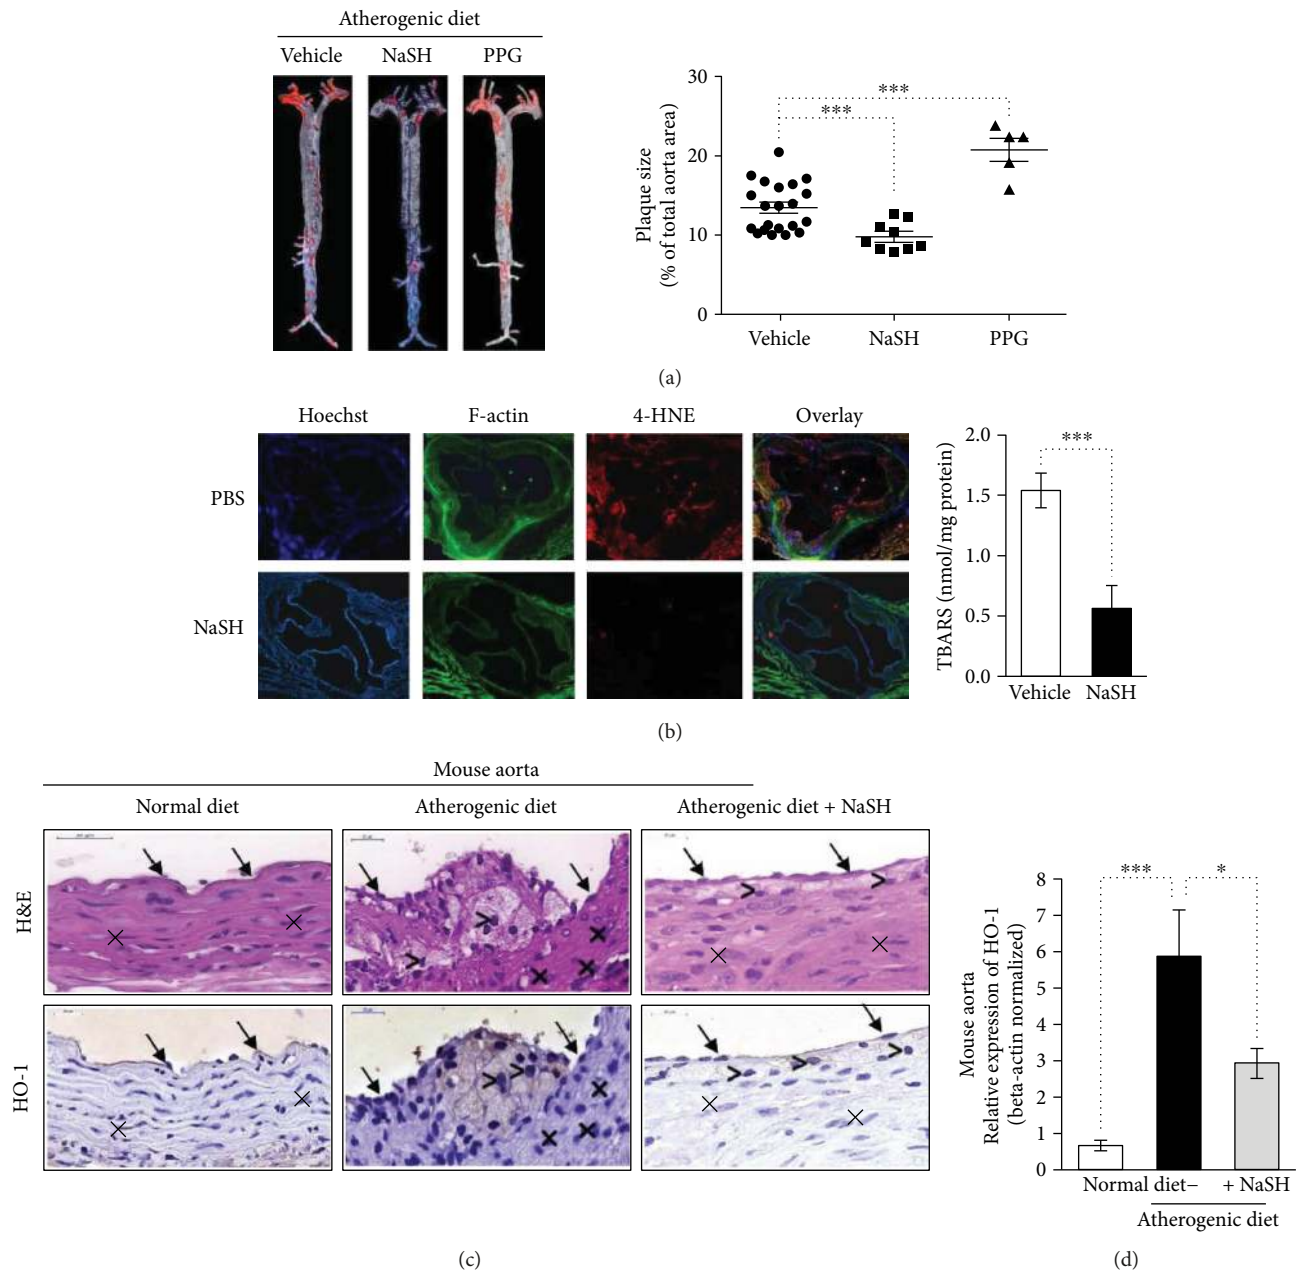 Atherogenic diet
Vehicle
NaSH
PPG
30
20
10
0
Plaque size
(% of total aorta area)
***
***
Vehicle
NaSH
PPG
(a)
Hoechst
F-actin
4-HNE
Overlay
PBS
NaSH
2.0
1.5
1.0
0.5
0.0
TBARS (nmol/mg protein)
***
Vehicle
NaSH
(b)
Mouse aorta
Normal diet
Atherogenic diet
Atherogenic diet + NaSH
H&E
HO-1
(c)
8
7
6
5
4
3
2
1
0
Mouse aorta
Relative expression of HO-1
(beta-actin normalized)
***
*
Normal diet−
+ NaSH
Atherogenic diet
(d)